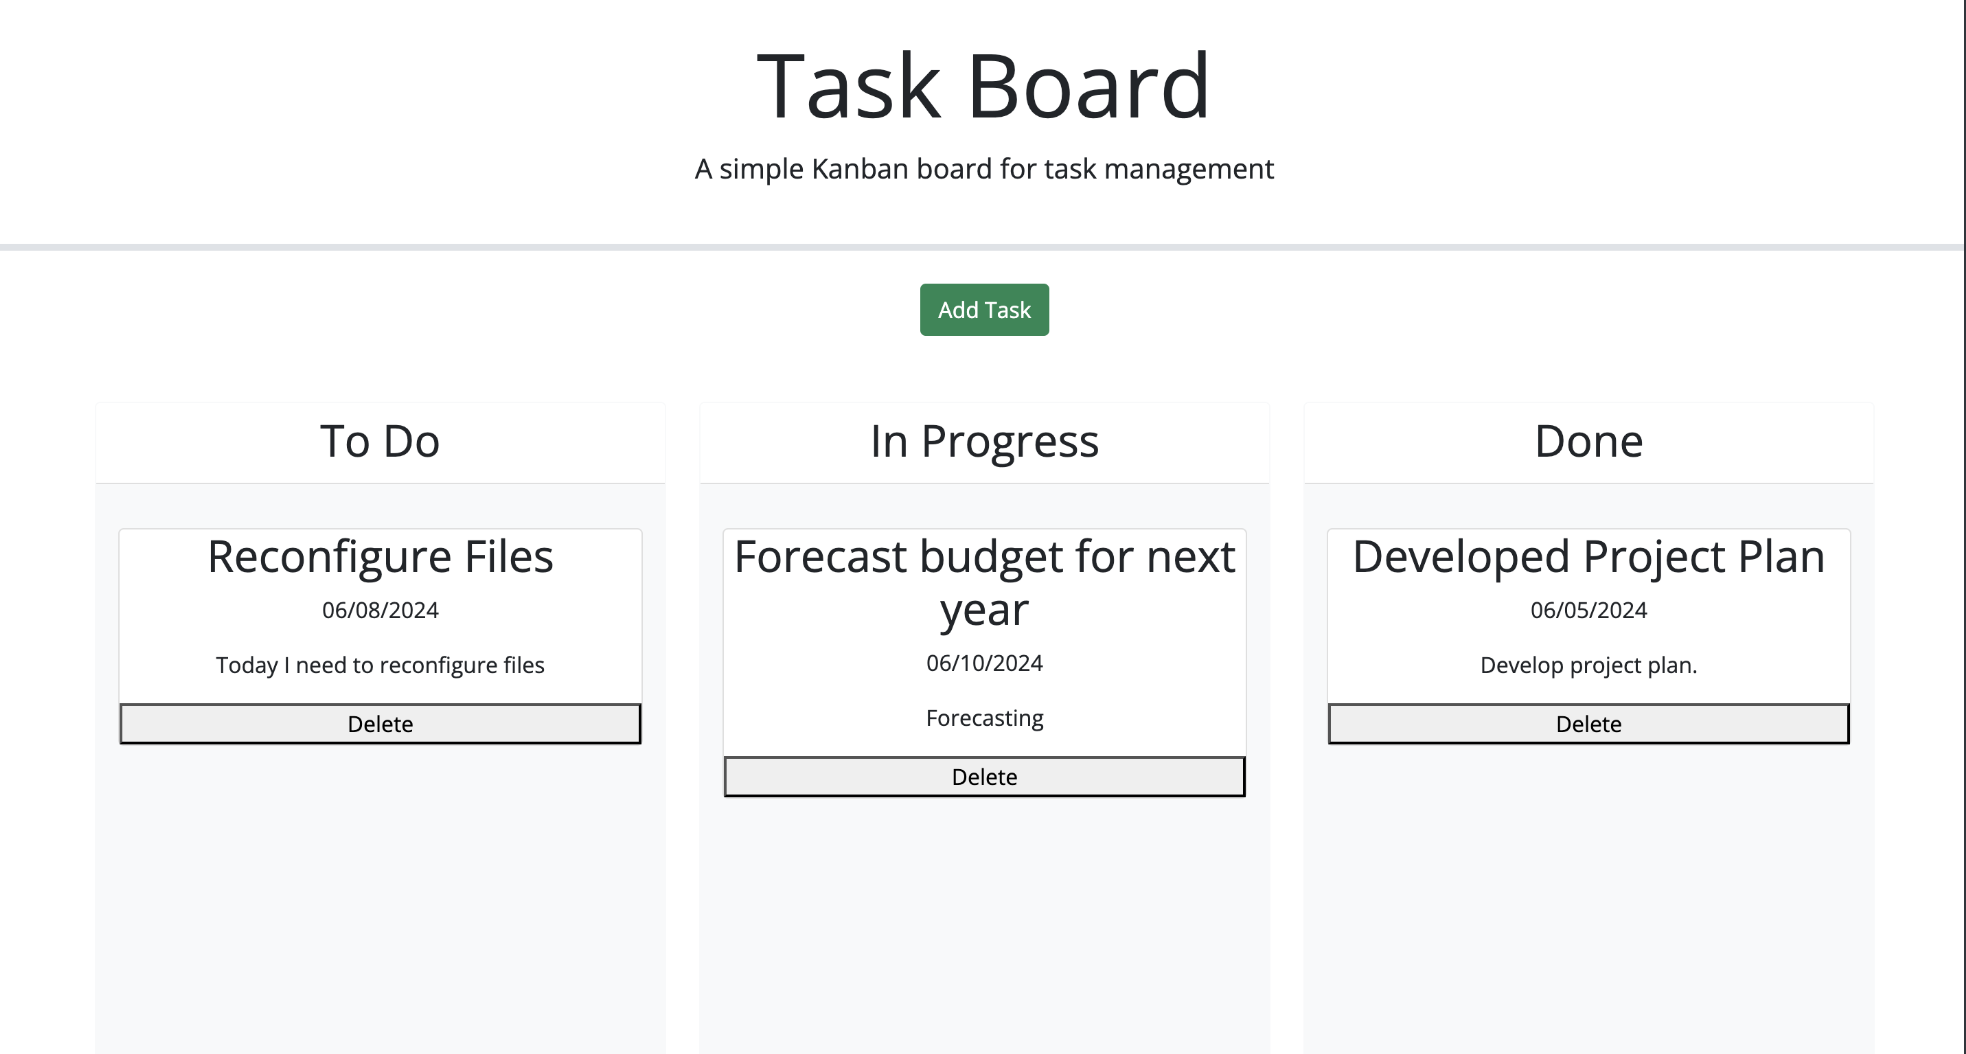 Task Board
A simple Kanban board for task management
Add Task
To Do
Reconfigure Files
06/08/2024
Today I need to reconfigure files
Delete
In Progress
Forecast budget for next
year
06/10/2024
Forecasting
Delete
Done
Developed Project Plan
06/05/2024
Develop project plan.
Delete